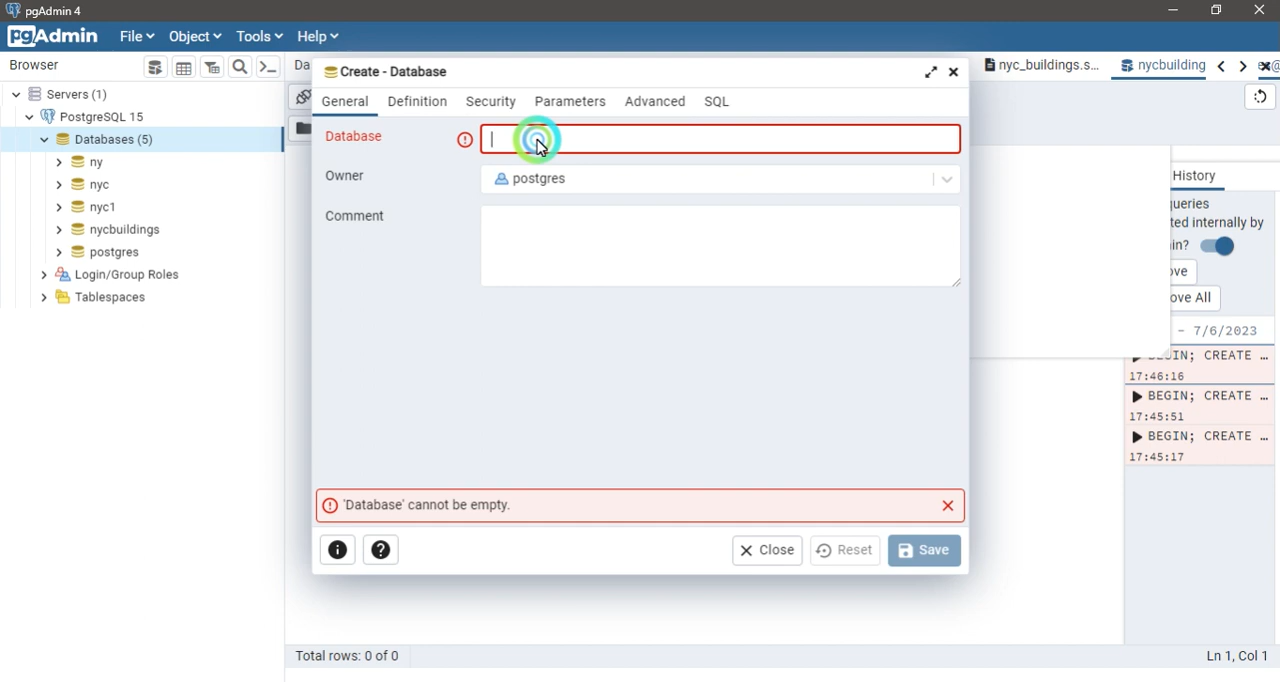 pgAdmin 4
pgAdmin
File
Object
Tools
Help
Browser
Da
nyc_buildings.s...
nycbuilding
Servers (1)
PostgreSQL 15
Databases (5)
ny
nyc
nyc1
nycbuildings
postgres
Login/Group Roles
Tablespaces
Create - Database
General
Definition
Security
Parameters
Advanced
SQL
Database
Owner
postgres
Comment
'Database' cannot be empty.
Close
Reset
Save
History
ueries
ted internally by
in?
ove
ove All
- 7/6/2023
BEGIN; CREATE ...
17:46:16
BEGIN; CREATE ...
17:45:51
BEGIN; CREATE ...
17:45:17
Total rows: 0 of 0
Ln 1, Col 1